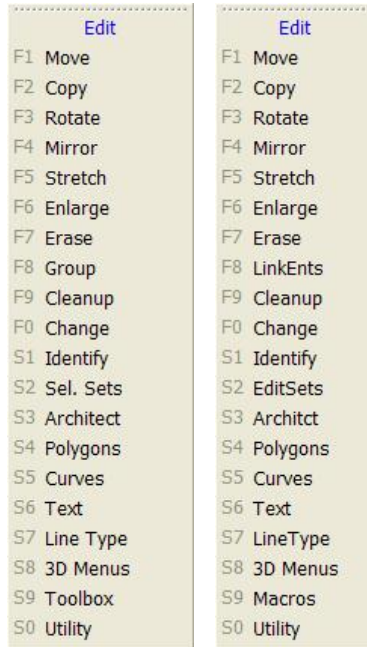 Edit
F1 Move
F2 Copy
F3 Rotate
F4 Mirror
F5 Stretch
F6 Enlarge
F7 Erase
F8 Group
F9 Cleanup
F0 Change
S1 Identify
S2 Sel. Sets
S3 Architect
S4 Polygons
S5 Curves
S6 Text
S7 Line Type
S8 3D Menus
S9 Toolbox
S0 Utility
Edit
F1 Move
F2 Copy
F3 Rotate
F4 Mirror
F5 Stretch
F6 Enlarge
F7 Erase
F8 LinkEnts
F9 Cleanup
F0 Change
S1 Identify
S2 EditSets
S3 Architct
S4 Polygons
S5 Curves
S6 Text
S7 LineType
S8 3D Menus
S9 Macros
S0 Utility